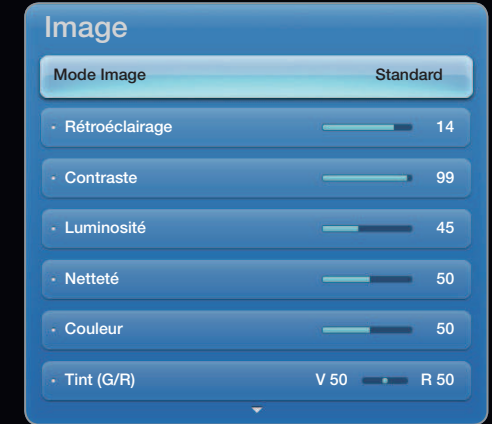 Image
Mode Image Standard
Rétroéclairage 14
Contraste 99
Luminosité 45
Netteté 50
Couleur 50
Tint (G/R) V 50 R 50